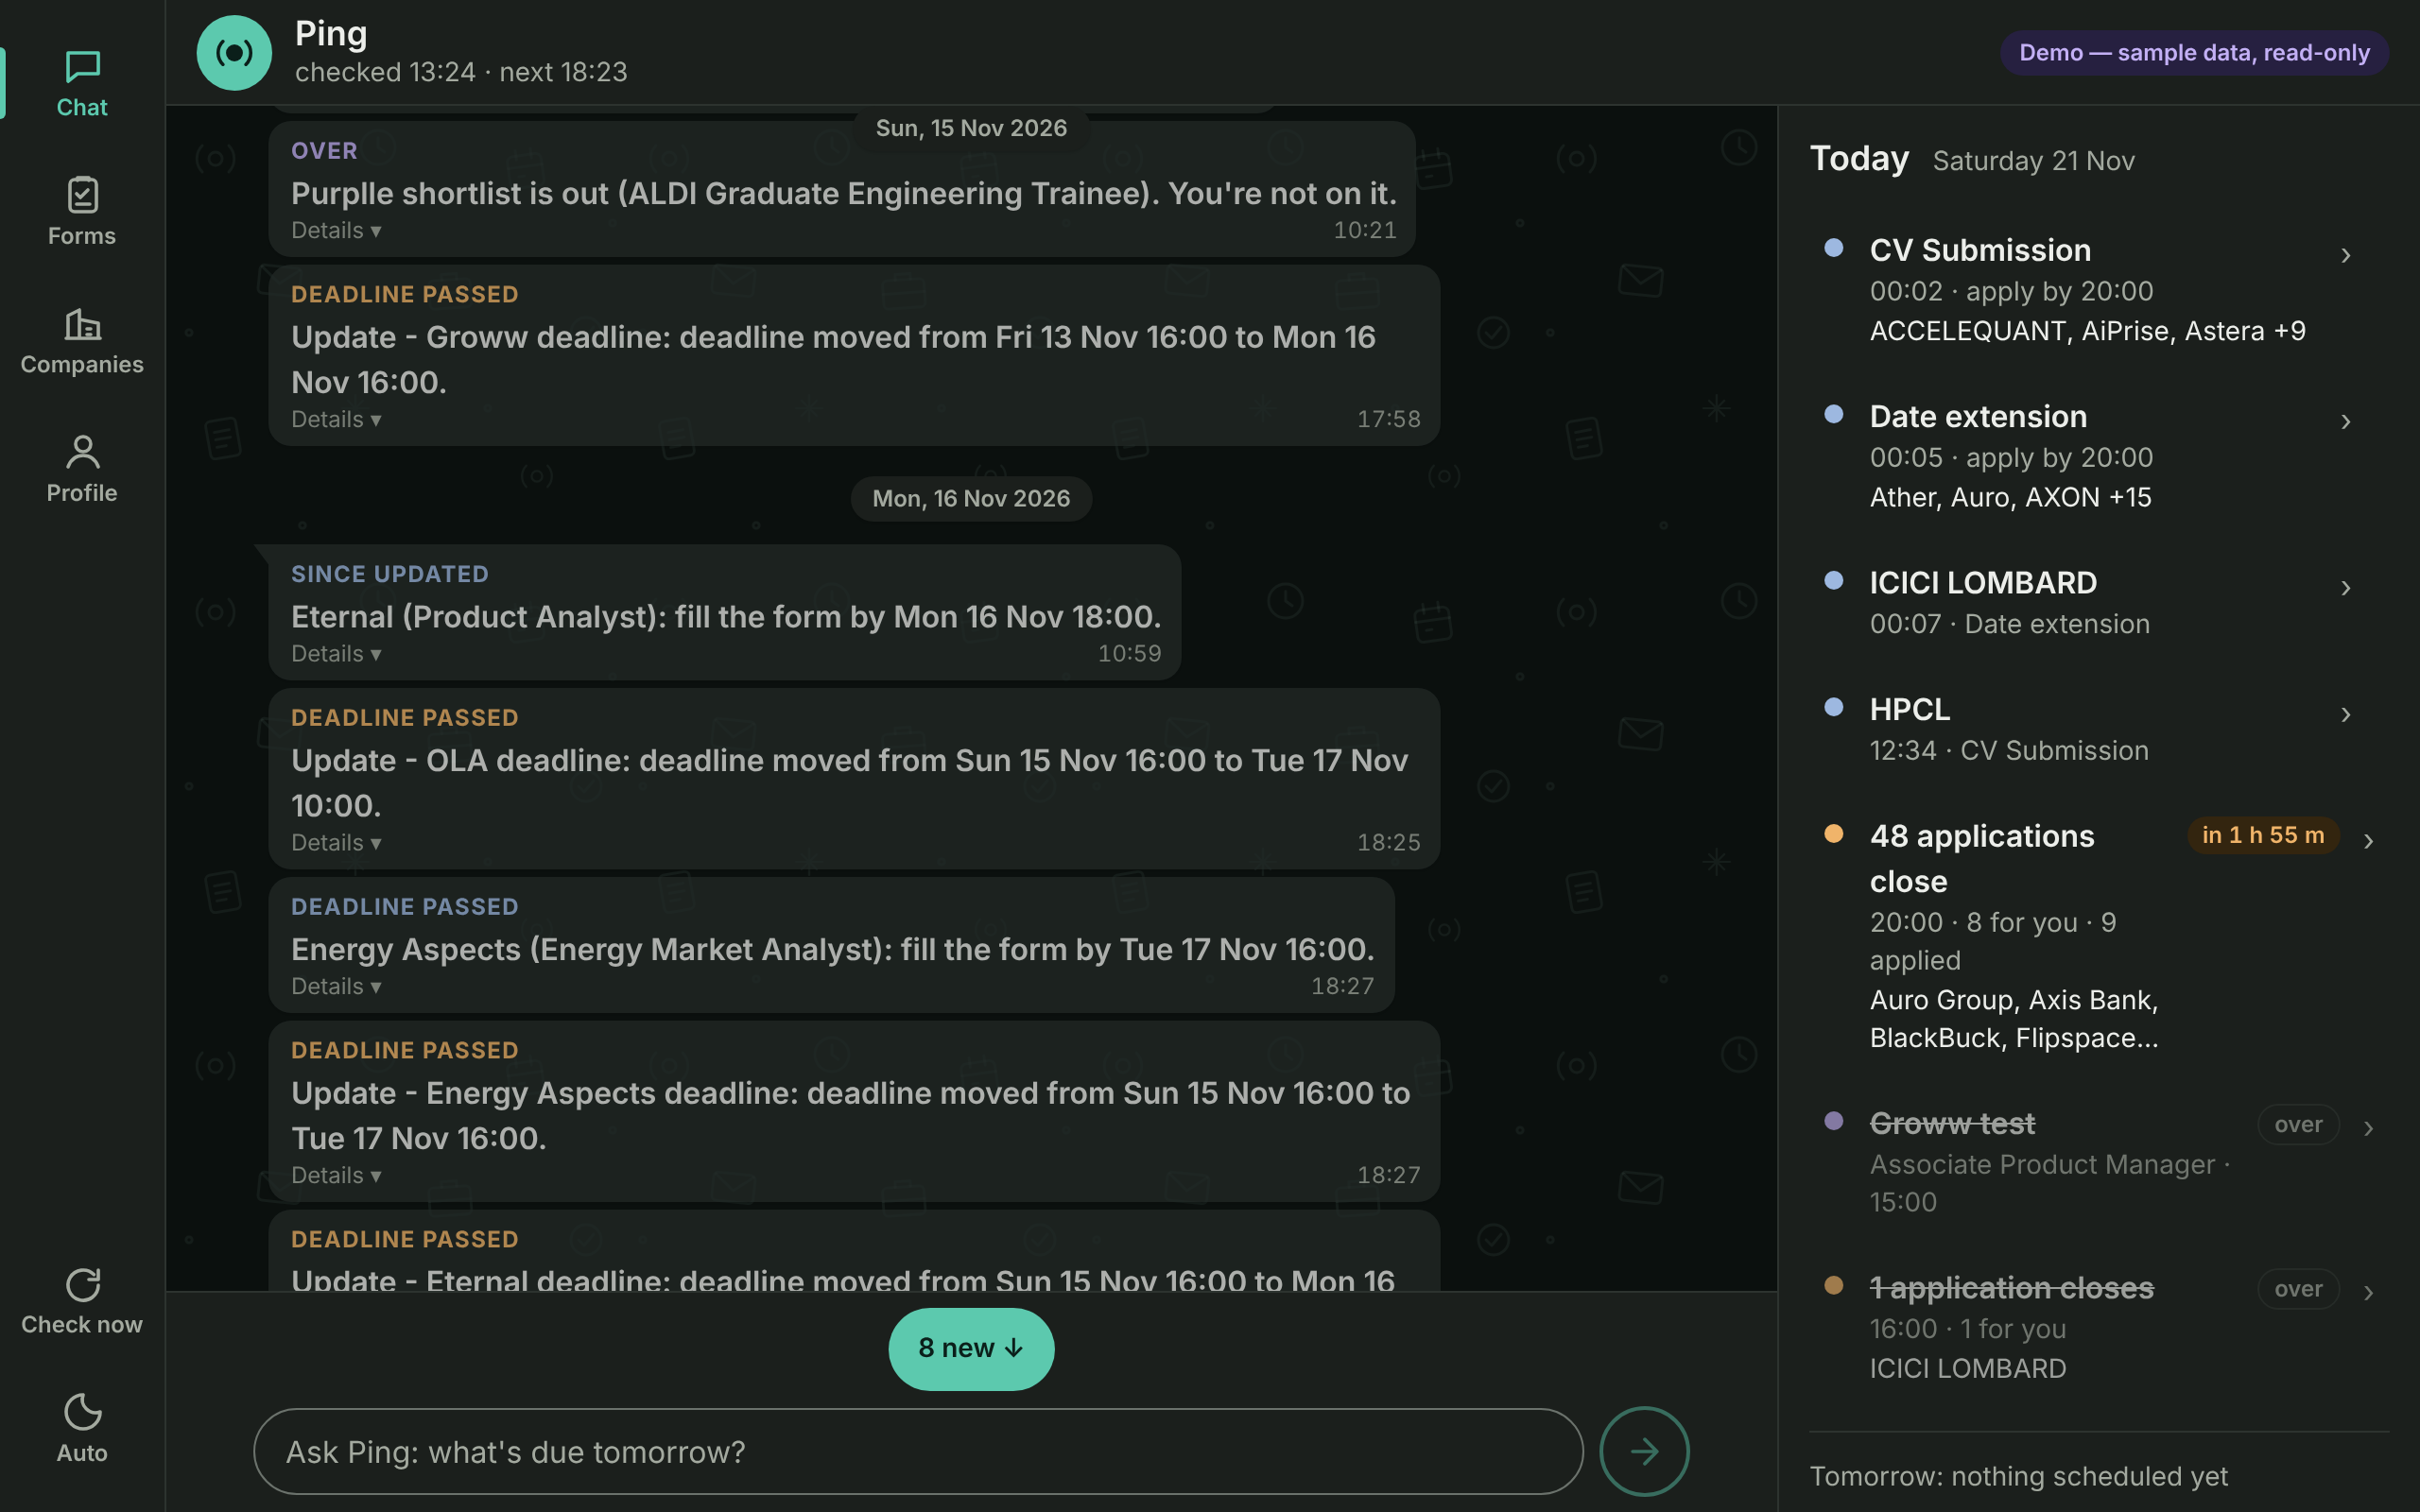 Chat
Forms
Companies
Profile
Check now
Auto
Ping
checked 13:24 · next 18:23
Demo — sample data, read-only
Sun, 15 Nov 2026
OVER
Purplle shortlist is out (ALDI Graduate Engineering Trainee). You're not on it.
Details ▾ 10:21
DEADLINE PASSED
Update - Groww deadline: deadline moved from Fri 13 Nov 16:00 to Mon 16
Nov 16:00.
Details ▾ 17:58
Mon, 16 Nov 2026
SINCE UPDATED
Eternal (Product Analyst): fill the form by Mon 16 Nov 18:00.
Details ▾ 10:59
DEADLINE PASSED
Update - OLA deadline: deadline moved from Sun 15 Nov 16:00 to Tue 17 Nov
10:00.
Details ▾ 18:25
DEADLINE PASSED
Energy Aspects (Energy Market Analyst): fill the form by Tue 17 Nov 16:00.
Details ▾ 18:27
DEADLINE PASSED
Update - Energy Aspects deadline: deadline moved from Sun 15 Nov 16:00 to
Tue 17 Nov 16:00.
Details ▾ 18:27
DEADLINE PASSED
Update - Eternal deadline: deadline moved from Sun 15 Nov 16:00 to Mon 16
8 new ↓
Ask Ping: what's due tomorrow?
Today Saturday 21 Nov
CV Submission ›
00:02 · apply by 20:00
ACCELEQUANT, AiPrise, Astera +9
Date extension ›
00:05 · apply by 20:00
Ather, Auro, AXON +15
ICICI LOMBARD ›
00:07 · Date extension
HPCL ›
12:34 · CV Submission
48 applications in 1 h 55 m ›
close
20:00 · 8 for you · 9
applied
Auro Group, Axis Bank,
BlackBuck, Flipspace...
Groww test over ›
Associate Product Manager ·
15:00
1 application closes over ›
16:00 · 1 for you
ICICI LOMBARD
Tomorrow: nothing scheduled yet